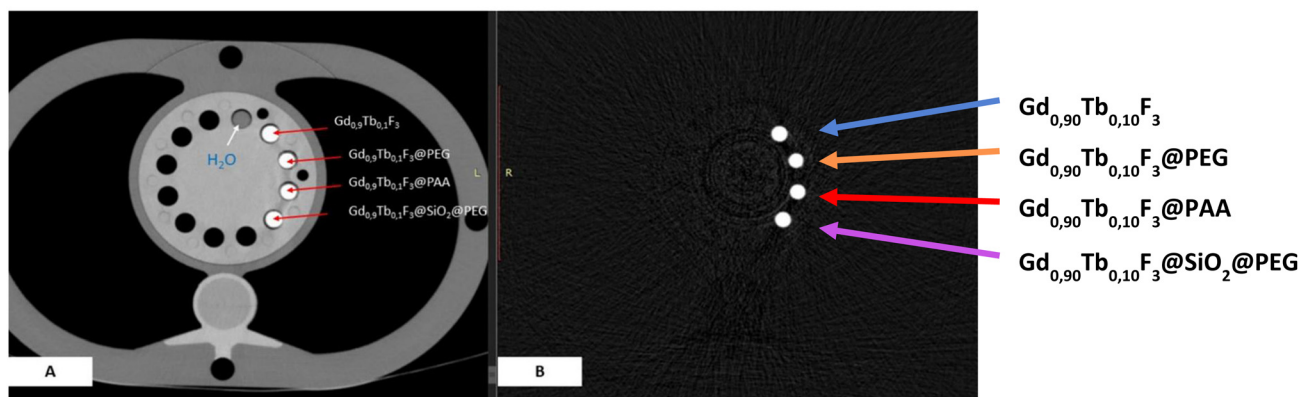 Gd0,9Tb0,1F3
H2O
Gd0,9Tb0,1F3@PEG
Gd0,9Tb0,1F3@PAA
Gd0,9Tb0,1F3@SiO2@PEG
L
R
A
B
Gd0,90Tb0,10F3
Gd0,90Tb0,10F3@PEG
Gd0,90Tb0,10F3@PAA
Gd0,90Tb0,10F3@SiO2@PEG